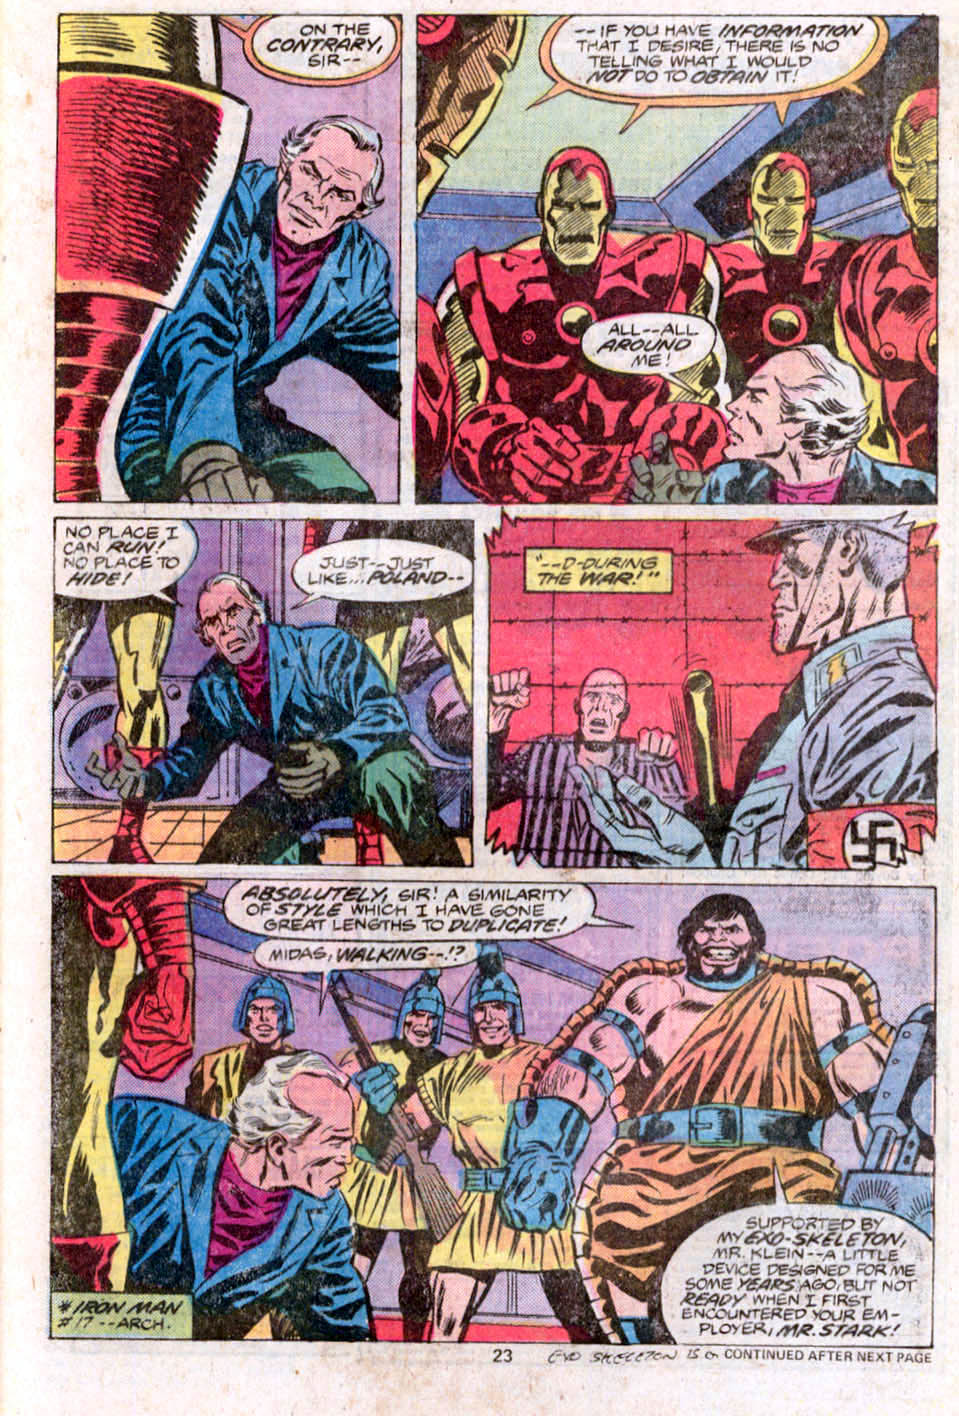 ON THE
CONTRARY,
SIR--
--IF YOU HAVE INFORMATION
THAT I DESIRE, THERE IS NO
TELLING WHAT I WOULD
NOT DO TO OBTAIN IT!
ALL--ALL
AROUND
ME!
NO PLACE I
CAN RUN!
NO PLACE TO
HIDE!
JUST--JUST
LIKE... POLAND--
"--D-DURING
THE WAR!"
ABSOLUTELY, SIR! A SIMILARITY
OF STYLE WHICH I HAVE GONE
GREAT LENGTHS TO DUPLICATE!
MIDAS, WALKING--!?
SUPPORTED BY
MY EXO-SKELETON,
MR. KLEIN--A LITTLE
DEVICE DESIGNED FOR ME
SOME YEARS AGO, BUT NOT
READY WHEN I FIRST
ENCOUNTERED YOUR EM-
PLOYER, MR. STARK!
* IRON MAN
#17--ARCH.
23
EXO SKELETON IS
CONTINUED AFTER NEXT PAGE